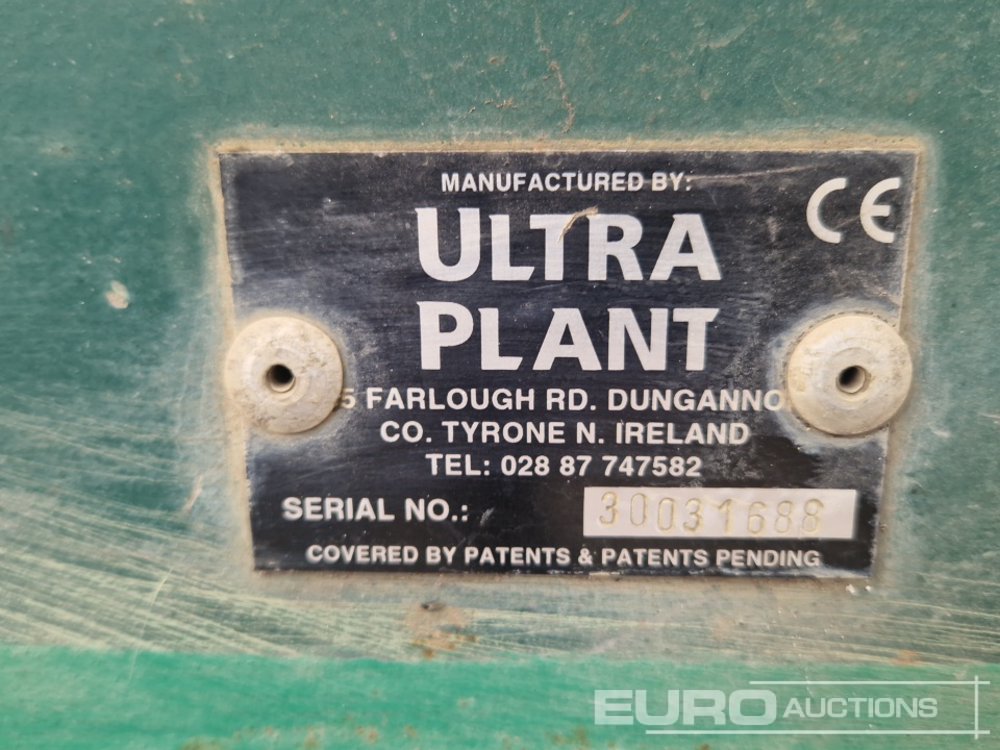 MANUFACTURED BY:
CE
ULTRA
PLANT
5 FARLOUGH RD. DUNGANNO
CO. TYRONE N. IRELAND
TEL: 028 87 747582
SERIAL NO.: 30031688
COVERED BY PATENTS & PATENTS PENDING
EURO AUCTIONS